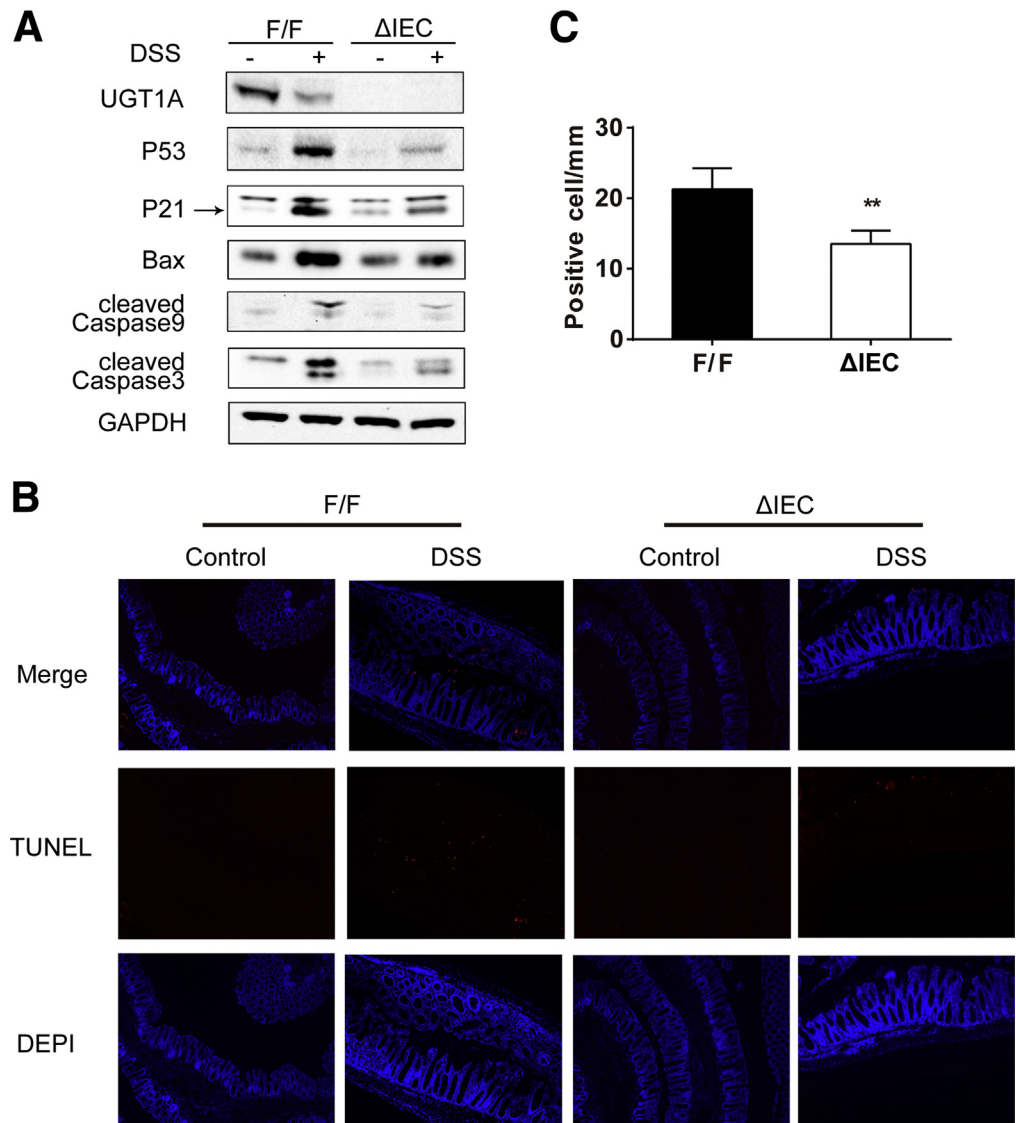 A
F/F ΔIEC
DSS - + - +
UGT1A
P53
P21
Bax
cleaved
Caspase9
cleaved
Caspase3
GAPDH
C
Positive cell/mm
30
20
10
0
**
F/F ΔIEC
B
F/F ΔIEC
Control DSS Control DSS
Merge
TUNEL
DEPI